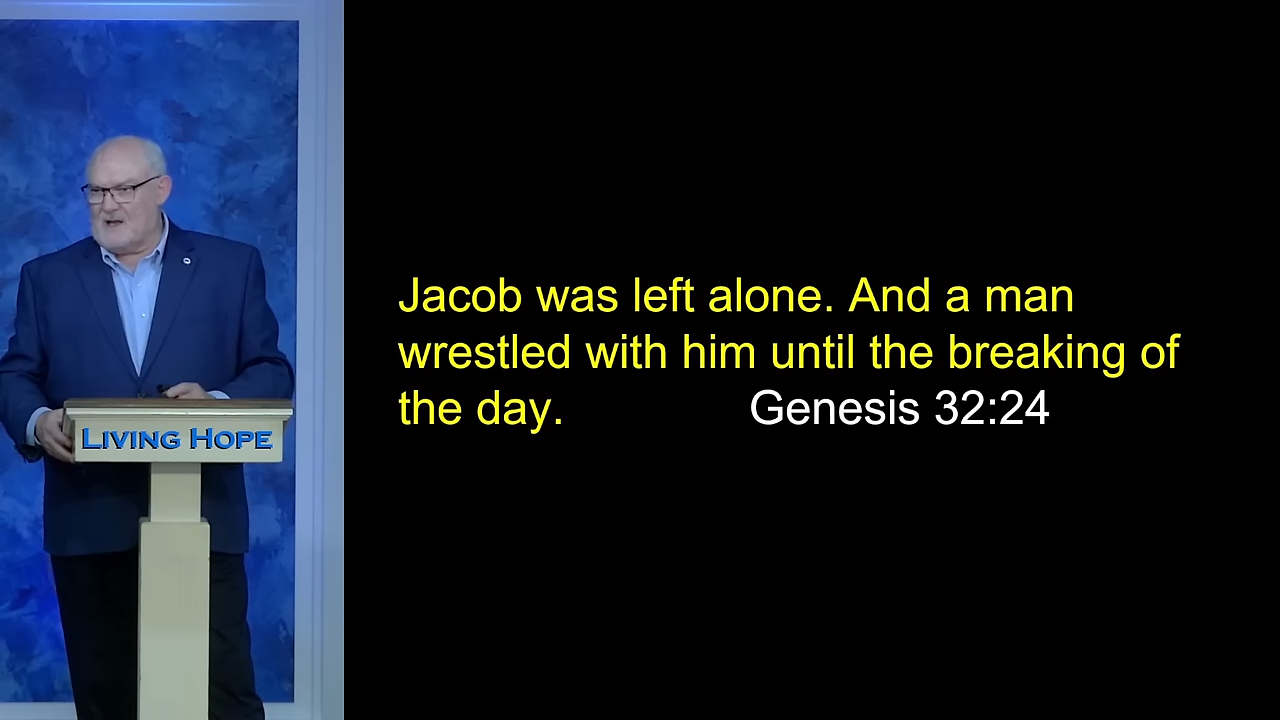 LIVING HOPE
Jacob was left alone. And a man
wrestled with him until the breaking of
the day. Genesis 32:24